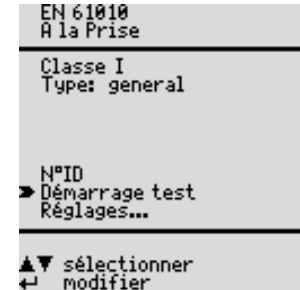 EN 61010
A la Prise
Classe I
Type: general
N°ID
Démarrage test
Réglages...
▲▼ sélectionner
↵ modifier